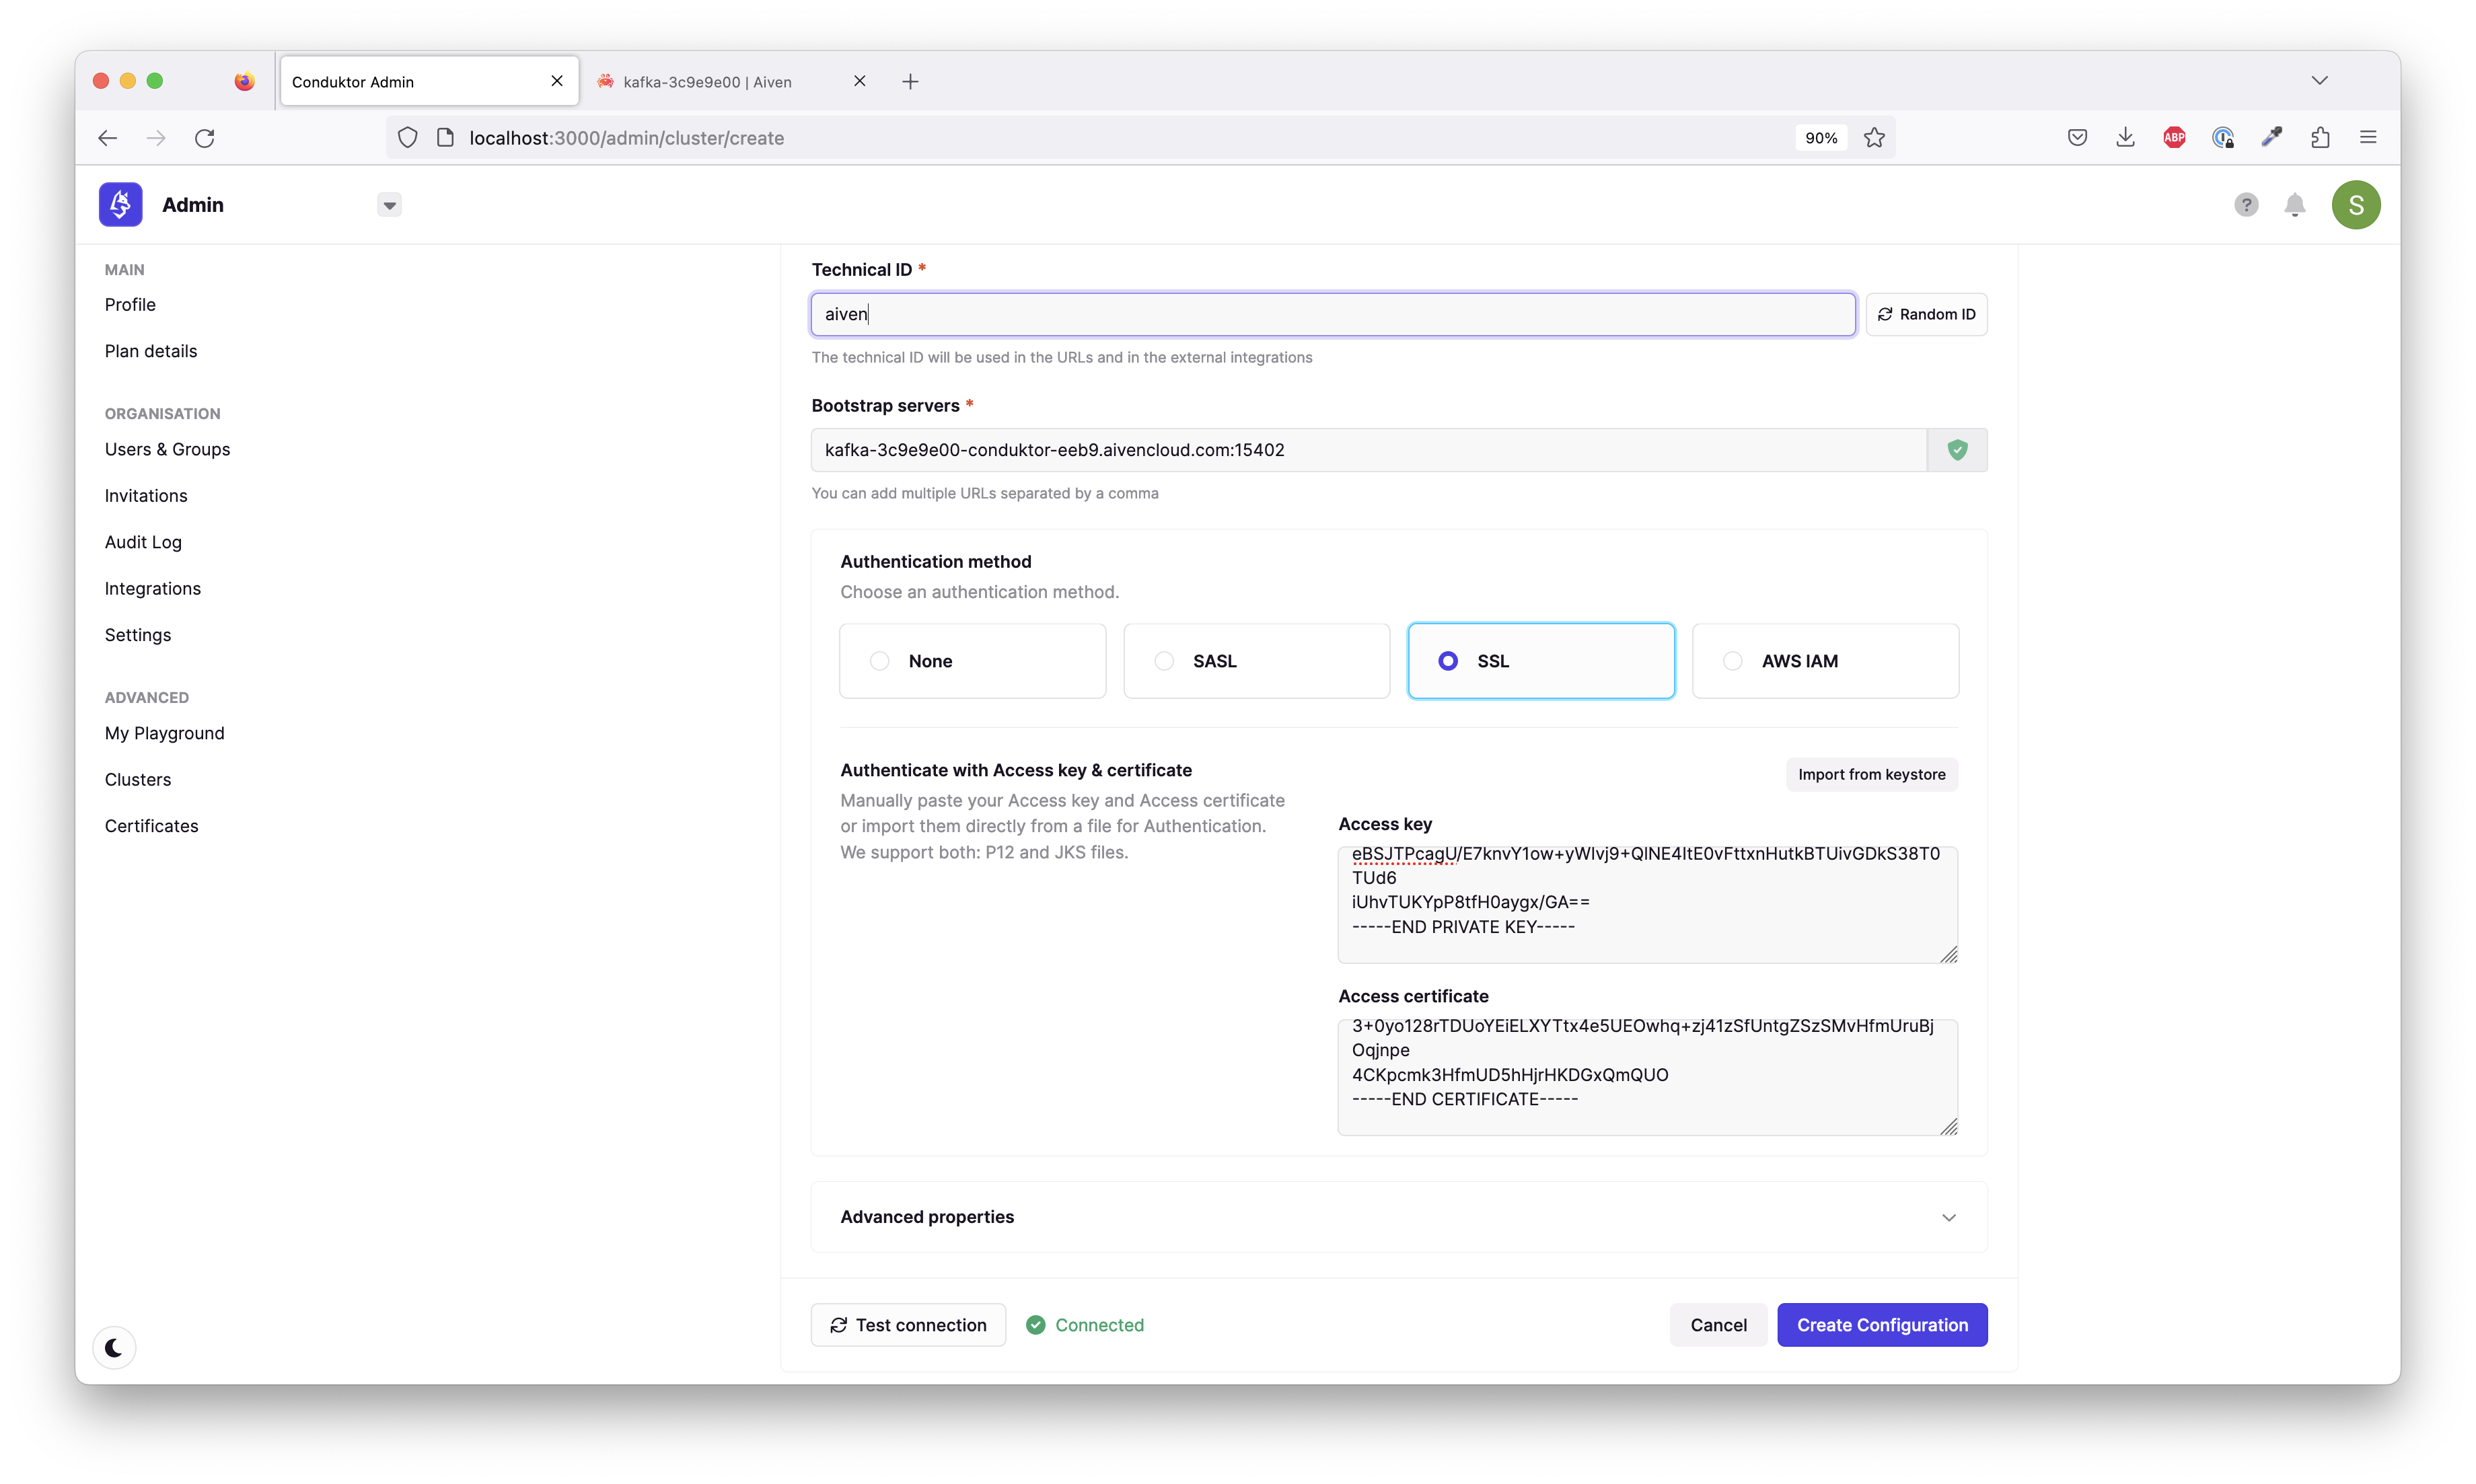 Conduktor Admin
kafka-3c9e9e00 | Aiven
localhost:3000/admin/cluster/create
90%
ABP
Admin
?
S
MAIN
Profile
Plan details
ORGANISATION
Users & Groups
Invitations
Audit Log
Integrations
Settings
ADVANCED
My Playground
Clusters
Certificates
Technical ID *
aiven
Random ID
The technical ID will be used in the URLs and in the external integrations
Bootstrap servers *
kafka-3c9e9e00-conduktor-eeb9.aivencloud.com:15402
You can add multiple URLs separated by a comma
Authentication method
Choose an authentication method.
None
SASL
SSL
AWS IAM
Authenticate with Access key & certificate
Manually paste your Access key and Access certificate
or import them directly from a file for Authentication.
We support both: P12 and JKS files.
Import from keystore
Access key
eBSJTPcagU/E7knvY1ow+yWIvj9+QlNE4ItE0vFttxnHutkBTUivGDkS38T0
TUd6
iUhvTUKYpP8tfH0aygx/GA==
-----END PRIVATE KEY-----
Access certificate
3+0yo128rTDUoYEiELXYTtx4e5UEOwhq+zj41zSfUntgZSzSMvHfmUruBj
Oqjnpe
4CKpcmk3HfmUD5hHjrHKDGxQmQUO
-----END CERTIFICATE-----
Advanced properties
Test connection
Connected
Cancel
Create Configuration